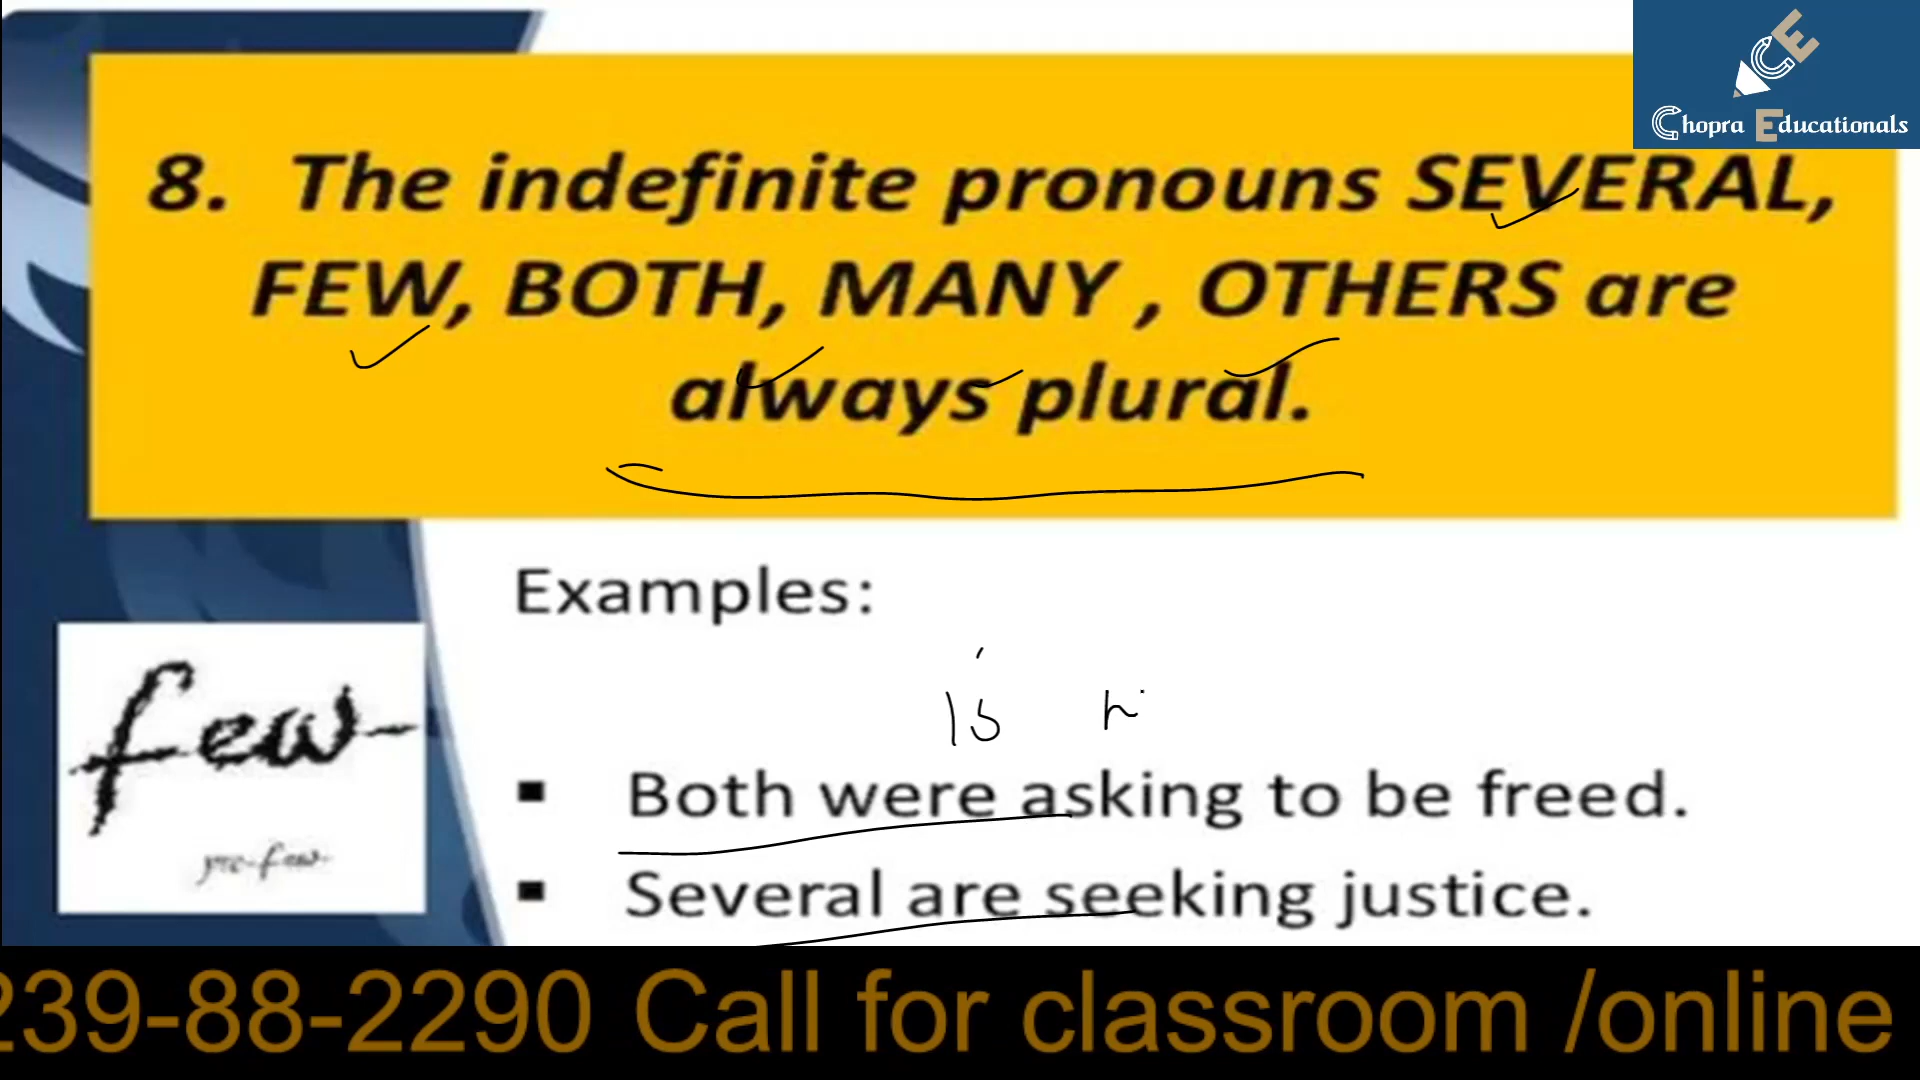 Chopra Educationals
8. The indefinite pronouns SEVERAL,
FEW, BOTH, MANY , OTHERS are
always plural.
Examples:
is
few
▪ Both were asking to be freed.
▪ Several are seeking justice.
239-88-2290 Call for classroom /online